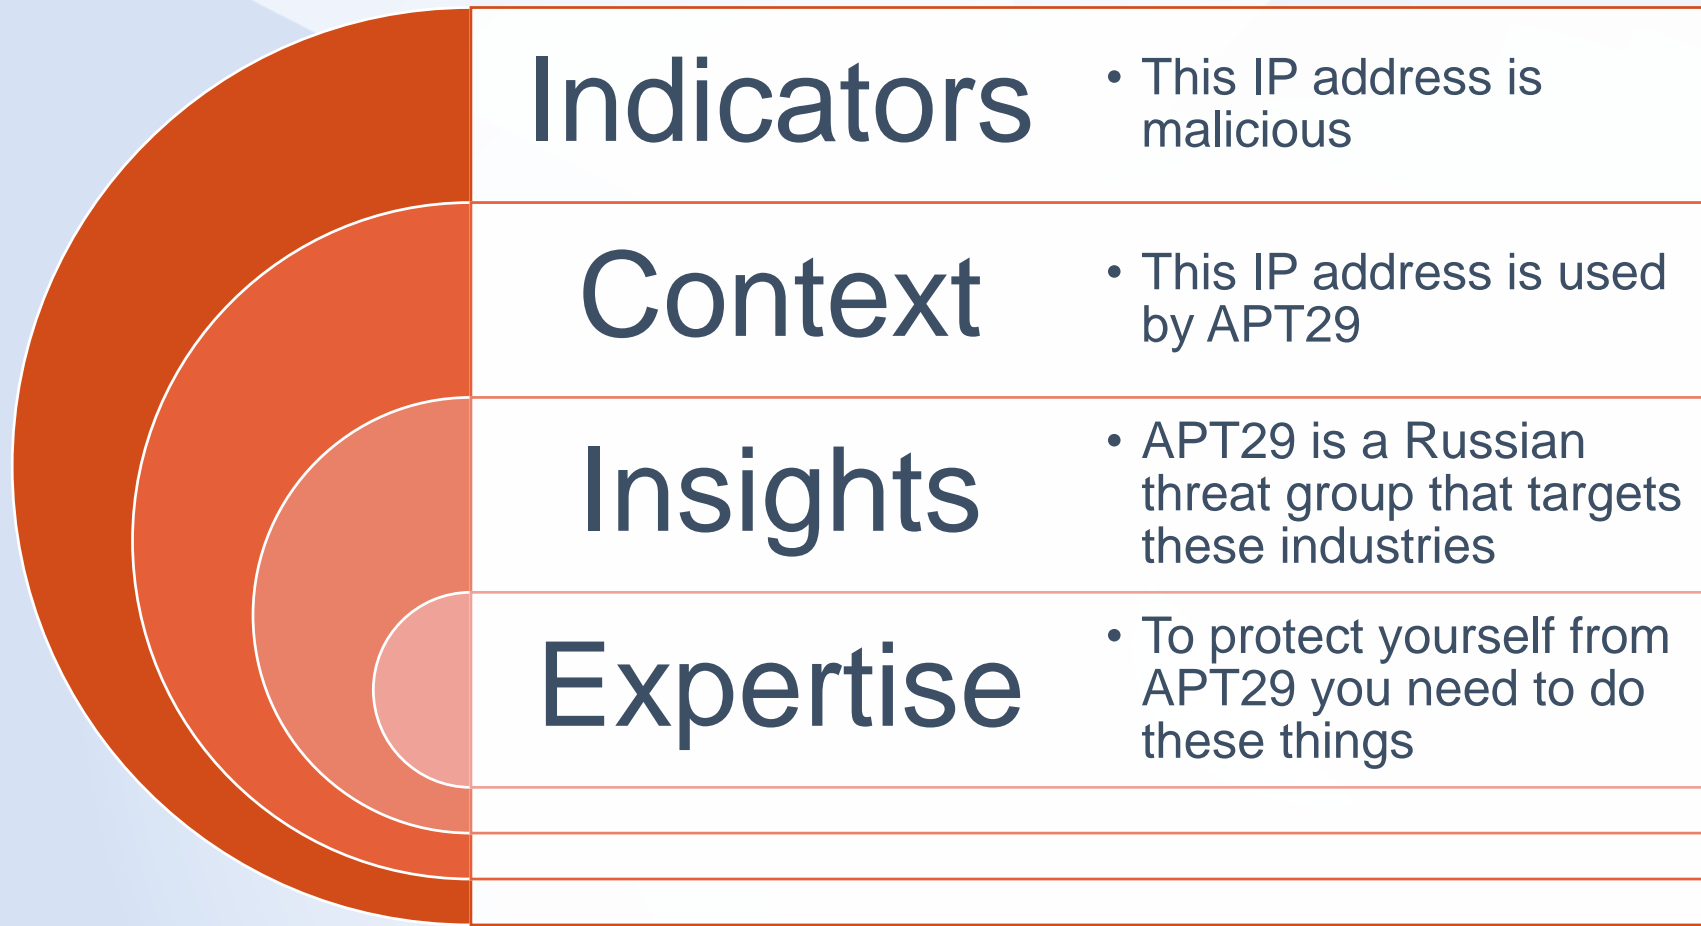 Indicators
• This IP address is
malicious
Context
• This IP address is used
by APT29
Insights
• APT29 is a Russian
threat group that targets
these industries
Expertise
• To protect yourself from
APT29 you need to do
these things